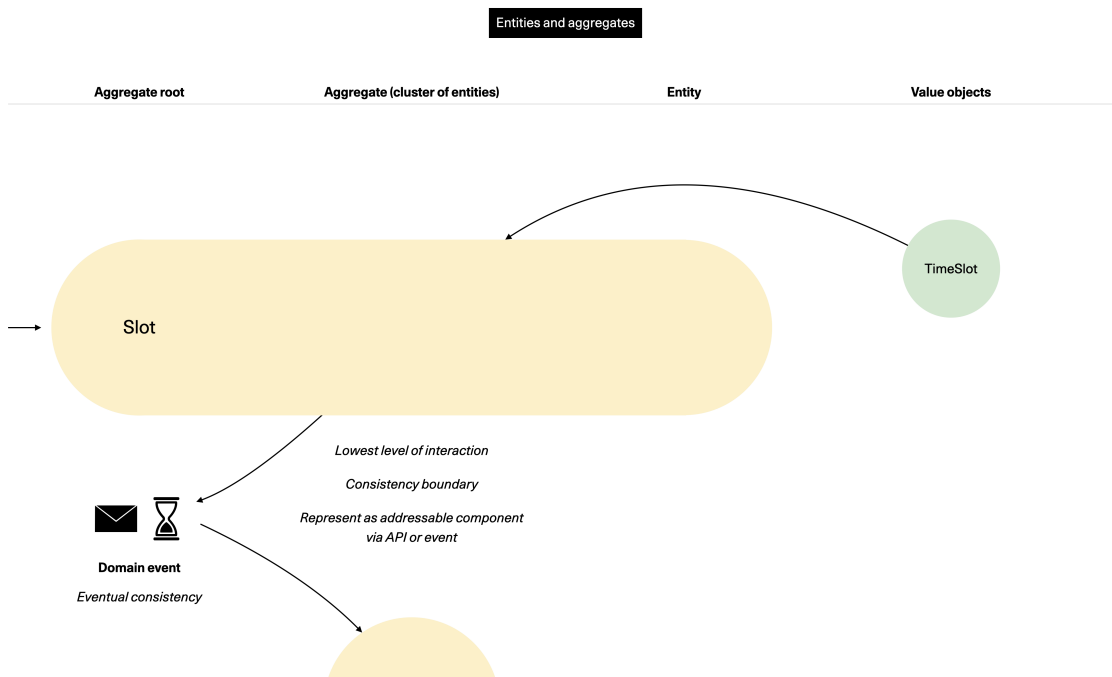 Entities and aggregates
Aggregate root
Aggregate (cluster of entities)
Entity
Value objects
TimeSlot
Slot
Lowest level of interaction
Consistency boundary
Represent as addressable component
via API or event
Domain event
Eventual consistency